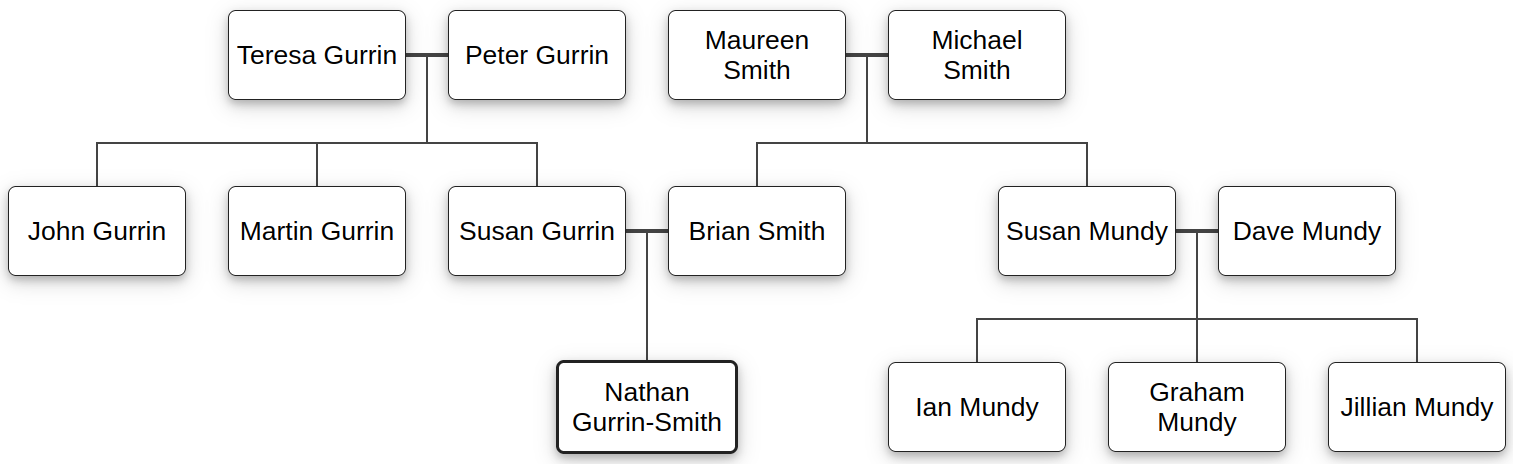 Teresa Gurrin
Peter Gurrin
Maureen
Smith
Michael
Smith
John Gurrin
Martin Gurrin
Susan Gurrin
Brian Smith
Susan Mundy
Dave Mundy
Nathan
Gurrin-Smith
Ian Mundy
Graham
Mundy
Jillian Mundy